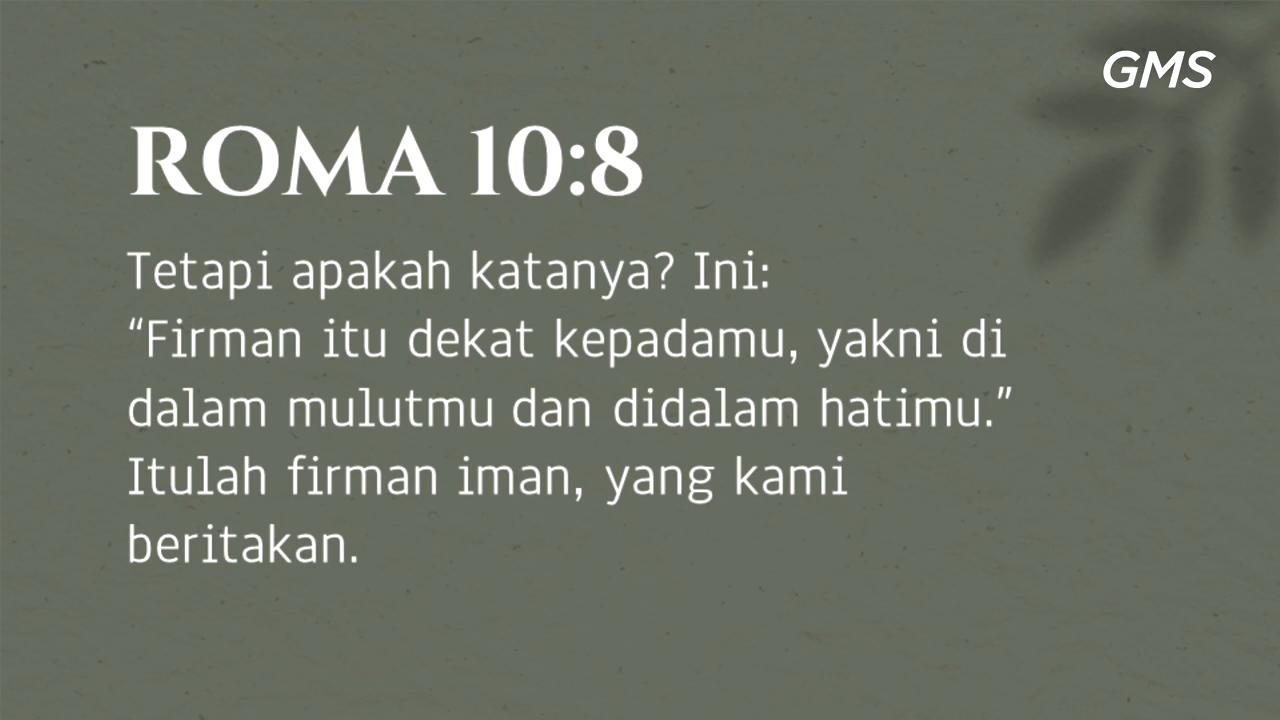 GMS
ROMA 10:8
Tetapi apakah katanya? Ini:
“Firman itu dekat kepadamu, yakni di
dalam mulutmu dan didalam hatimu.”
Itulah firman iman, yang kami
beritakan.